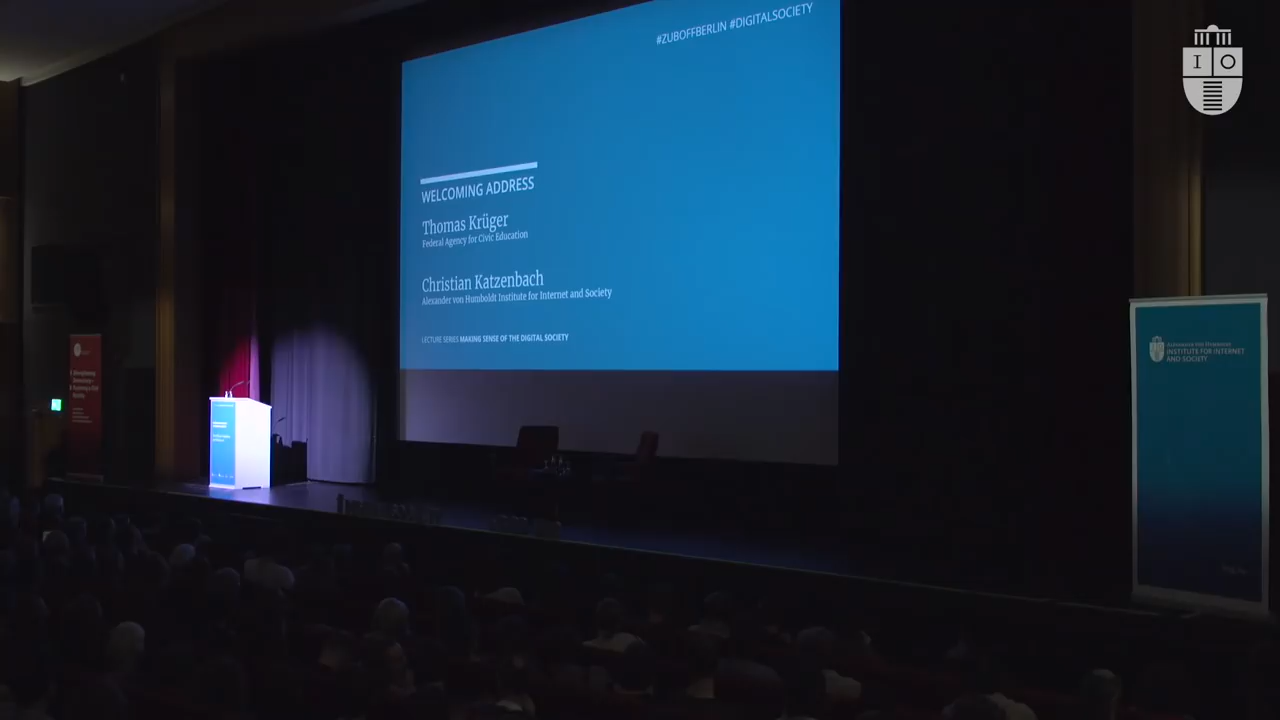 #ZUBOFFBERLIN #DIGITALSOCIETY
I O
WELCOMING ADDRESS
Thomas Krüger
Federal Agency for Civic Education
Christian Katzenbach
Alexander von Humboldt Institute for Internet and Society
LECTURE SERIES MAKING SENSE OF THE DIGITAL SOCIETY
INSTITUTE FOR INTERNET
AND SOCIETY